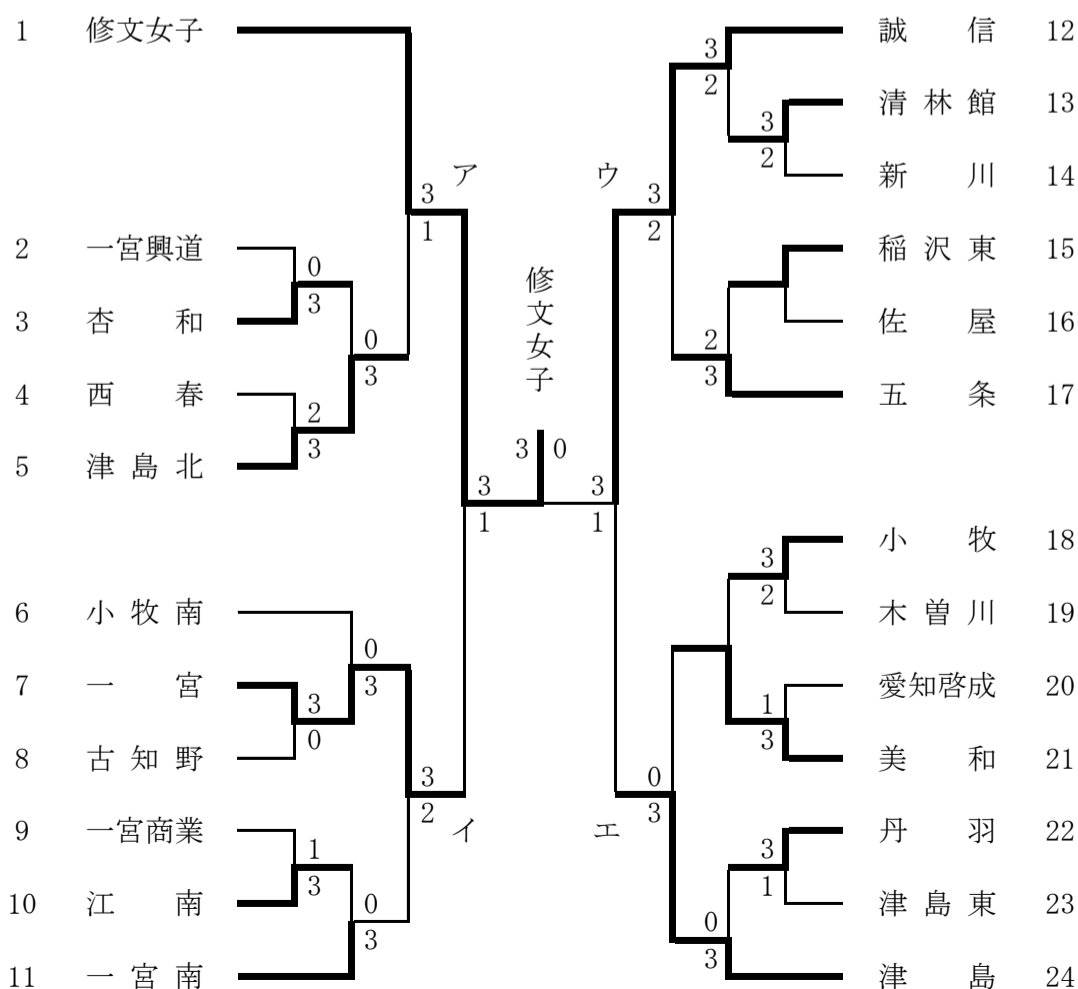 1 修文女子
2 一宮興道
3 杏和
4 西春
5 津島北
6 小牧南
7 一宮
8 古知野
9 一宮商業
10 江南
11 一宮南
0
3
2
3
3
0
1
3
0
3
0
3
0
3
ア
3
1
3
2
イ
3
1
修文女子
3 0
3
1
ウ
3
2
エ
0
3
3
2
2
3
0
3
3
2
3
2
1
3
3
1
誠信 12
清林館 13
新川 14
稲沢東 15
佐屋 16
五条 17
小牧 18
木曽川 19
愛知啓成 20
美和 21
丹羽 22
津島東 23
津島 24